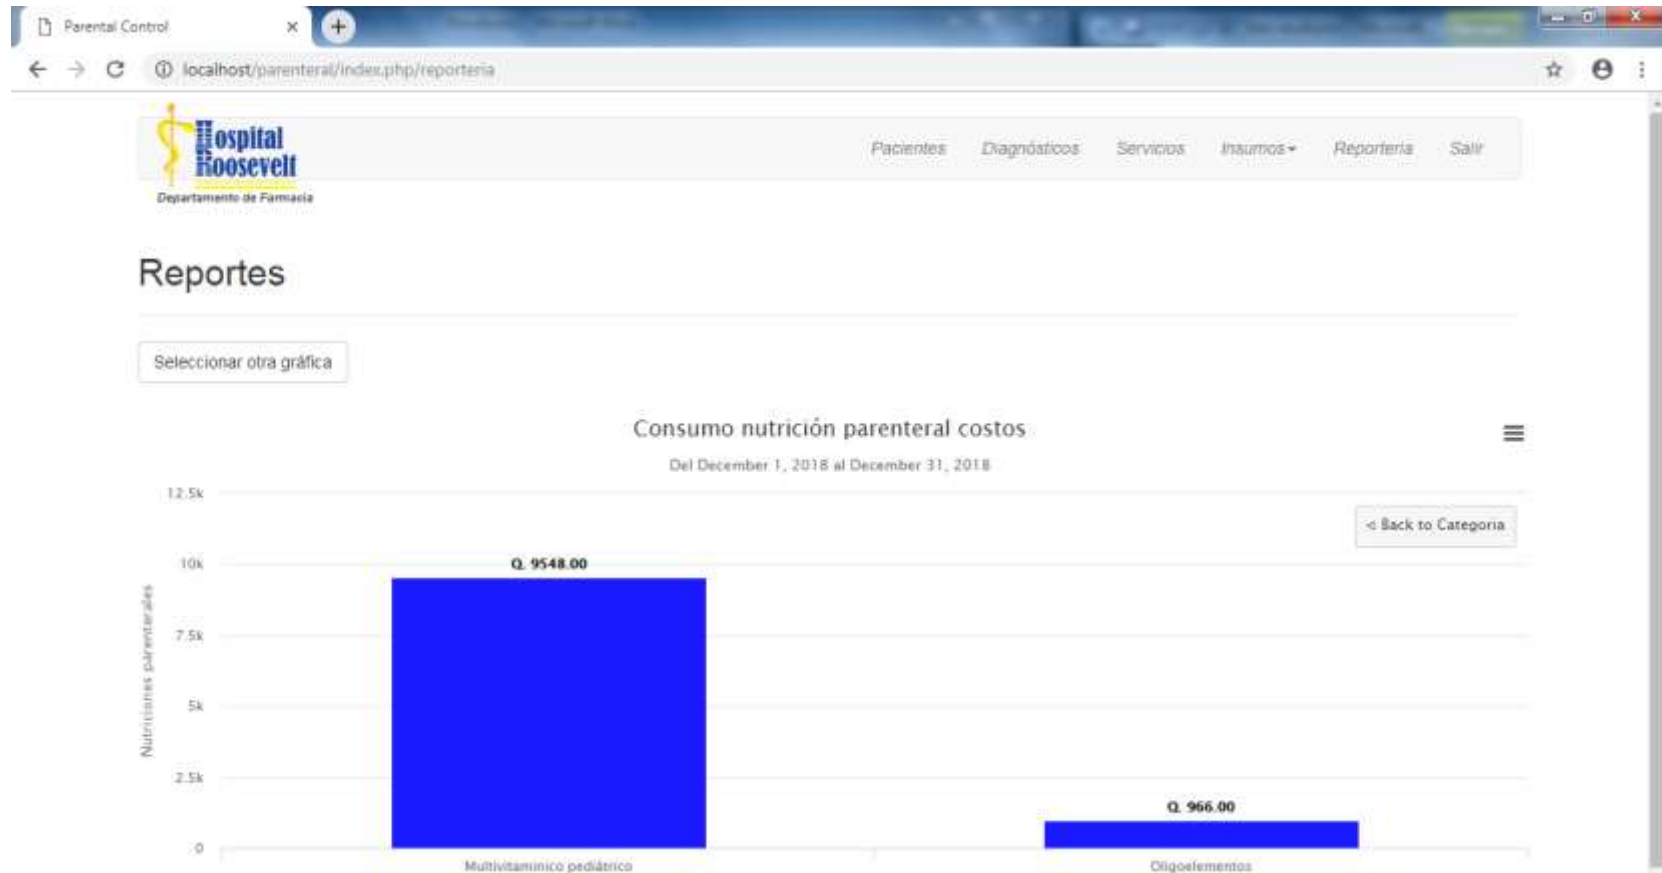 Parental Control
localhost/parenteral/index.php/reporteria
Hospital
Roosevelt
Departamento de Farmacia
Pacientes Diagnósticos Servicios Insumos Reporteria Salir
Reportes
Seleccionar otra gráfica
Consumo nutrición parenteral costos
Del December 1, 2018 al December 31, 2018
12.5k
< Back to Categoria
10k
Q. 9548.00
Nutriciones parenterales
7.5k
5k
2.5k
Q. 966.00
0
Multivitaminico pediátrico Oligoelementos